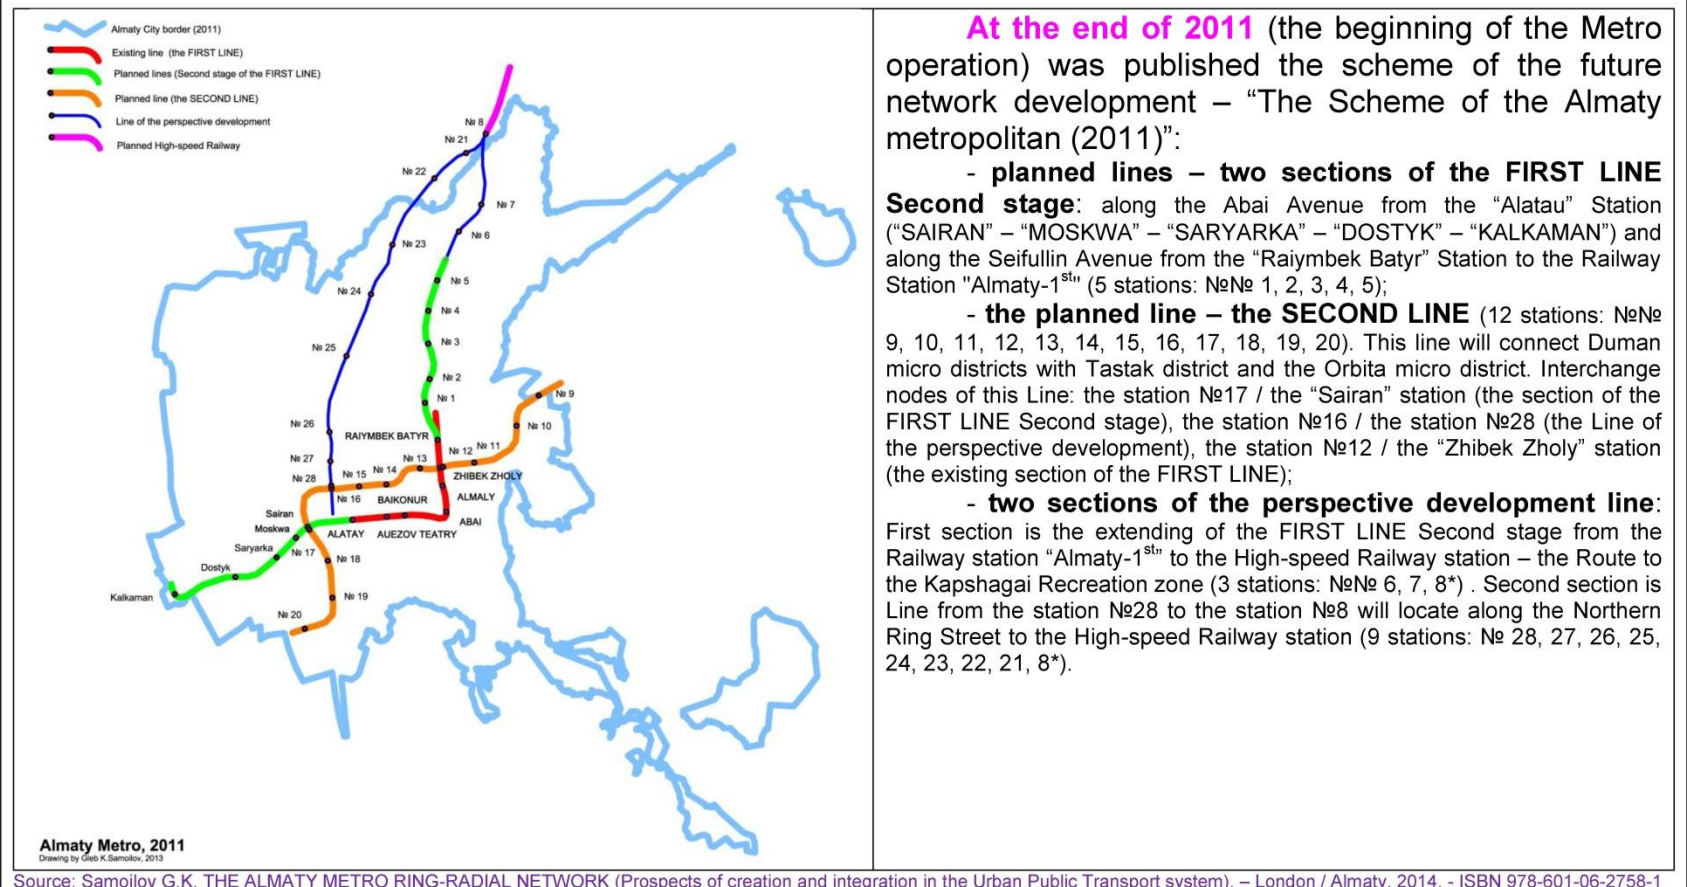 Almaty City border (2011)
Existing line (the FIRST LINE)
Planned lines (Second stage of the FIRST LINE)
Planned line (the SECOND LINE)
Line of the perspective development
Planned High-speed Railway
№ 8
№ 21
№ 22
№ 7
№ 6
№ 23
№ 5
№ 24
№ 4
№ 3
№ 25
№ 2
№ 1
№ 9
№ 26
№ 10
RAIYMBEK BATYR
№ 12
№ 11
№ 27
№ 13
№ 28
№ 15
№ 14
ZHIBEK ZHOLY
№ 16
BAIKONUR
ALMALY
Sairan
ABAI
Moskwa
ALATAY
AUEZOV TEATRY
Saryarka
№ 17
№ 18
Dostyk
Kalkaman
№ 19
№ 20
Almaty Metro, 2011
Drawing by Gleb K.Samoilov, 2013
At the end of 2011 (the beginning of the Metro
operation) was published the scheme of the future
network development – “The Scheme of the Almaty
metropolitan (2011)”:
- planned lines – two sections of the FIRST LINE
Second stage: along the Abai Avenue from the “Alatau” Station
(“SAIRAN” – “MOSKWA” – “SARYARKA” – “DOSTYK” – “KALKAMAN”) and
along the Seifullin Avenue from the “Raiymbek Batyr” Station to the Railway
Station "Almaty-1st" (5 stations: №№ 1, 2, 3, 4, 5);
- the planned line – the SECOND LINE (12 stations: №№
9, 10, 11, 12, 13, 14, 15, 16, 17, 18, 19, 20). This line will connect Duman
micro districts with Tastak district and the Orbita micro district. Interchange
nodes of this Line: the station №17 / the “Sairan” station (the section of the
FIRST LINE Second stage), the station №16 / the station №28 (the Line of
the perspective development), the station №12 / the “Zhibek Zholy” station
(the existing section of the FIRST LINE);
- two sections of the perspective development line:
First section is the extending of the FIRST LINE Second stage from the
Railway station “Almaty-1st” to the High-speed Railway station – the Route to
the Kapshagai Recreation zone (3 stations: №№ 6, 7, 8*) . Second section is
Line from the station №28 to the station №8 will locate along the Northern
Ring Street to the High-speed Railway station (9 stations: № 28, 27, 26, 25,
24, 23, 22, 21, 8*).
Source: Samoilov G.K. THE ALMATY METRO RING-RADIAL NETWORK (Prospects of creation and integration in the Urban Public Transport system). – London / Almaty, 2014. - ISBN 978-601-06-2758-1